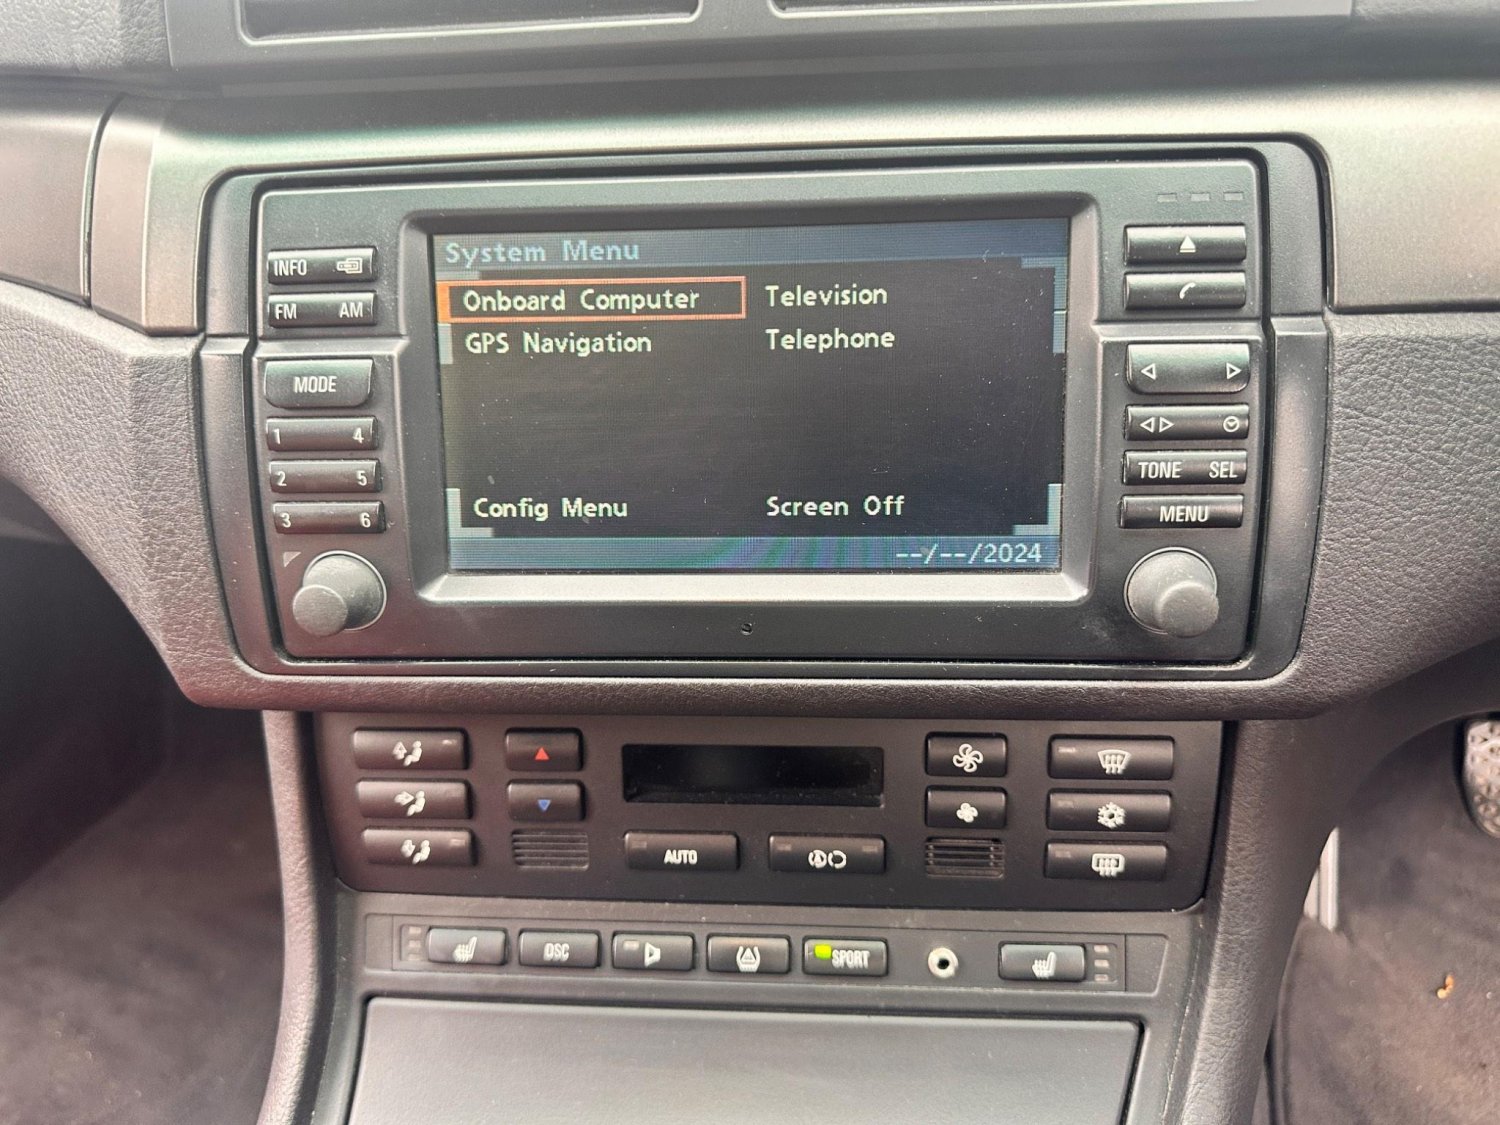 System Menu
Onboard Computer Television
GPS Navigation Telephone
Config Menu Screen Off
--/--/2024
INFO
FM AM
MODE
1 4
2 5
3 6
TONE SEL
MENU
AUTO
DSC
SPORT